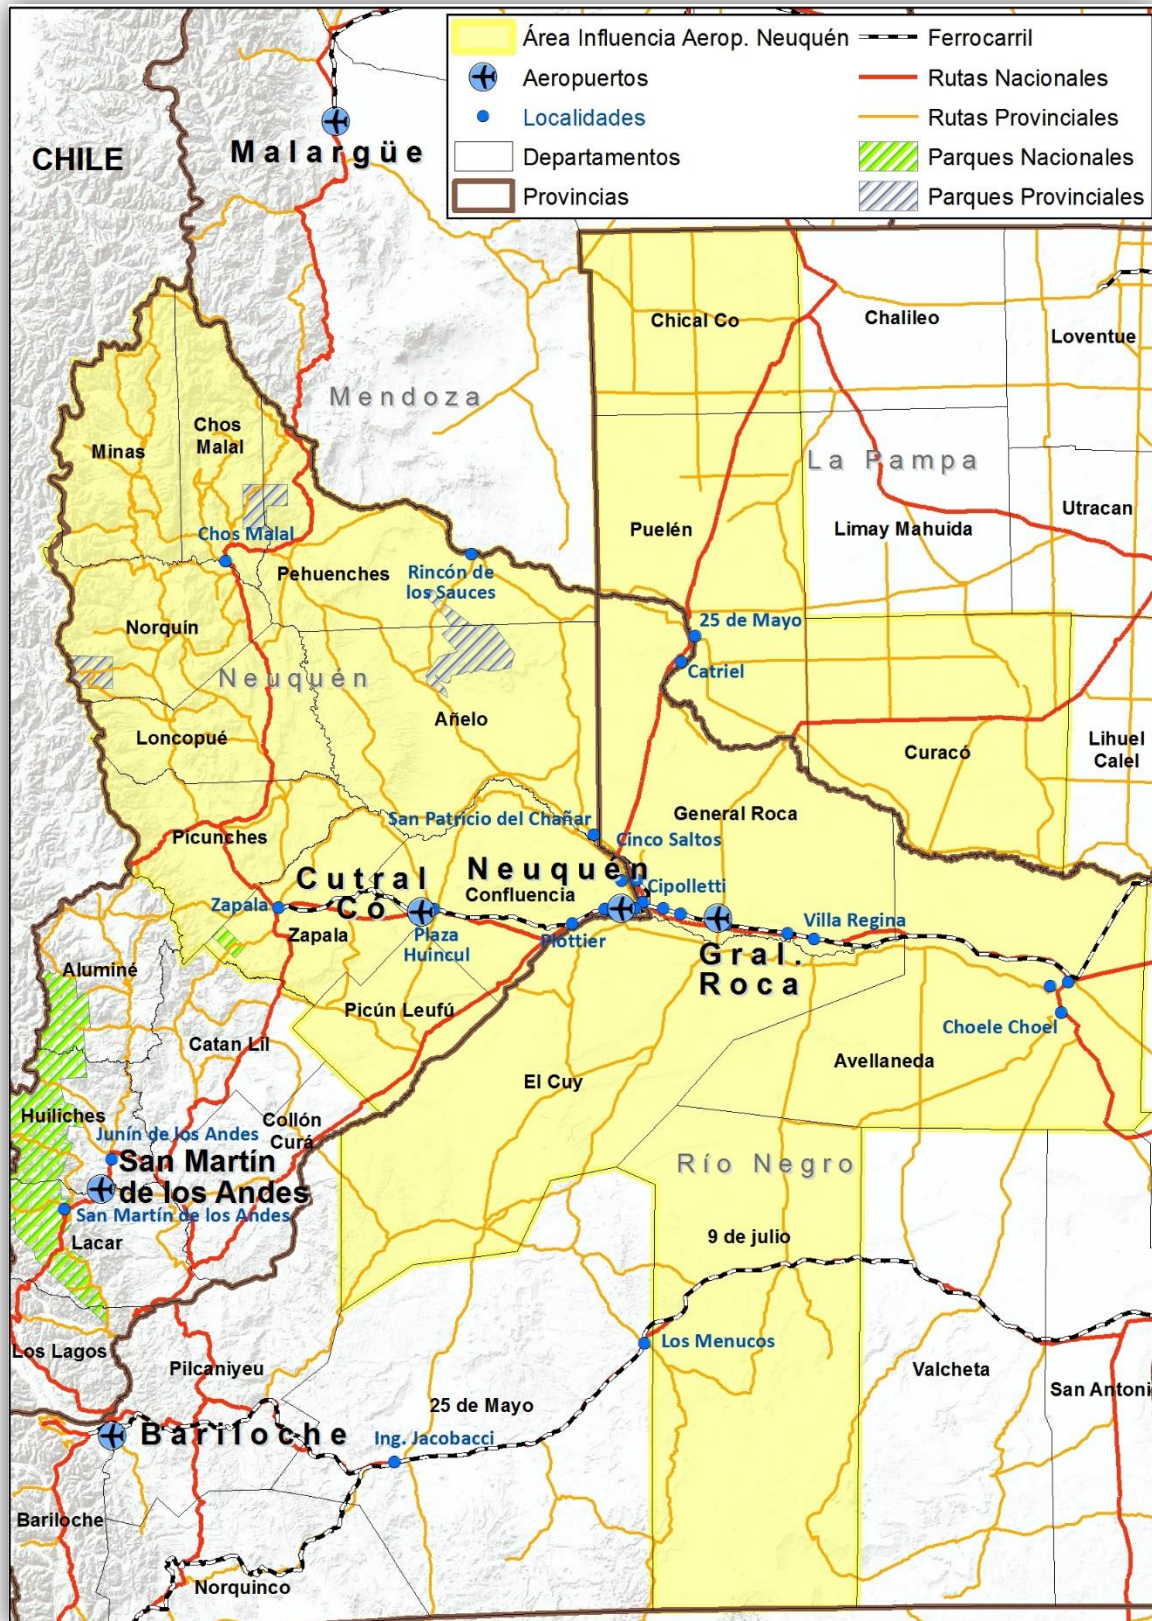 Área Influencia Aerop. Neuquén
Ferrocarril
Aeropuertos
Rutas Nacionales
Localidades
Rutas Provinciales
Departamentos
Parques Nacionales
Provincias
Parques Provinciales
CHILE
Malargüe
Chical Co
Chalileo
Loventue
Mendoza
Minas
Chos
Malal
La Pampa
Utracan
Puelén
Limay Mahuida
Chos Malal
Pehuenches
Rincón de
los Sauces
Norquín
25 de Mayo
Catriel
Neuquén
Añelo
Loncopué
Curacó
Lihuel
Calel
San Patricio del Chañar
General Roca
Picunches
Cinco Saltos
Cutral
Có
Neuquén
Confluencia
Cipolletti
Zapala
Zapala
Plaza
Huincul
Plottier
Villa Regina
Gral.
Roca
Aluminé
Picún Leufú
Choele Choel
Catan Lil
El Cuy
Avellaneda
Huiliches
Collón
Curá
Junín de los Andes
San Martín
de los Andes
San Martín de los Andes
Río Negro
Lacar
9 de julio
Los Menucos
Los Lagos
Pilcaniyeu
Valcheta
San Antoni
25 de Mayo
Bariloche
Ing. Jacobacci
Bariloche
Norquinco